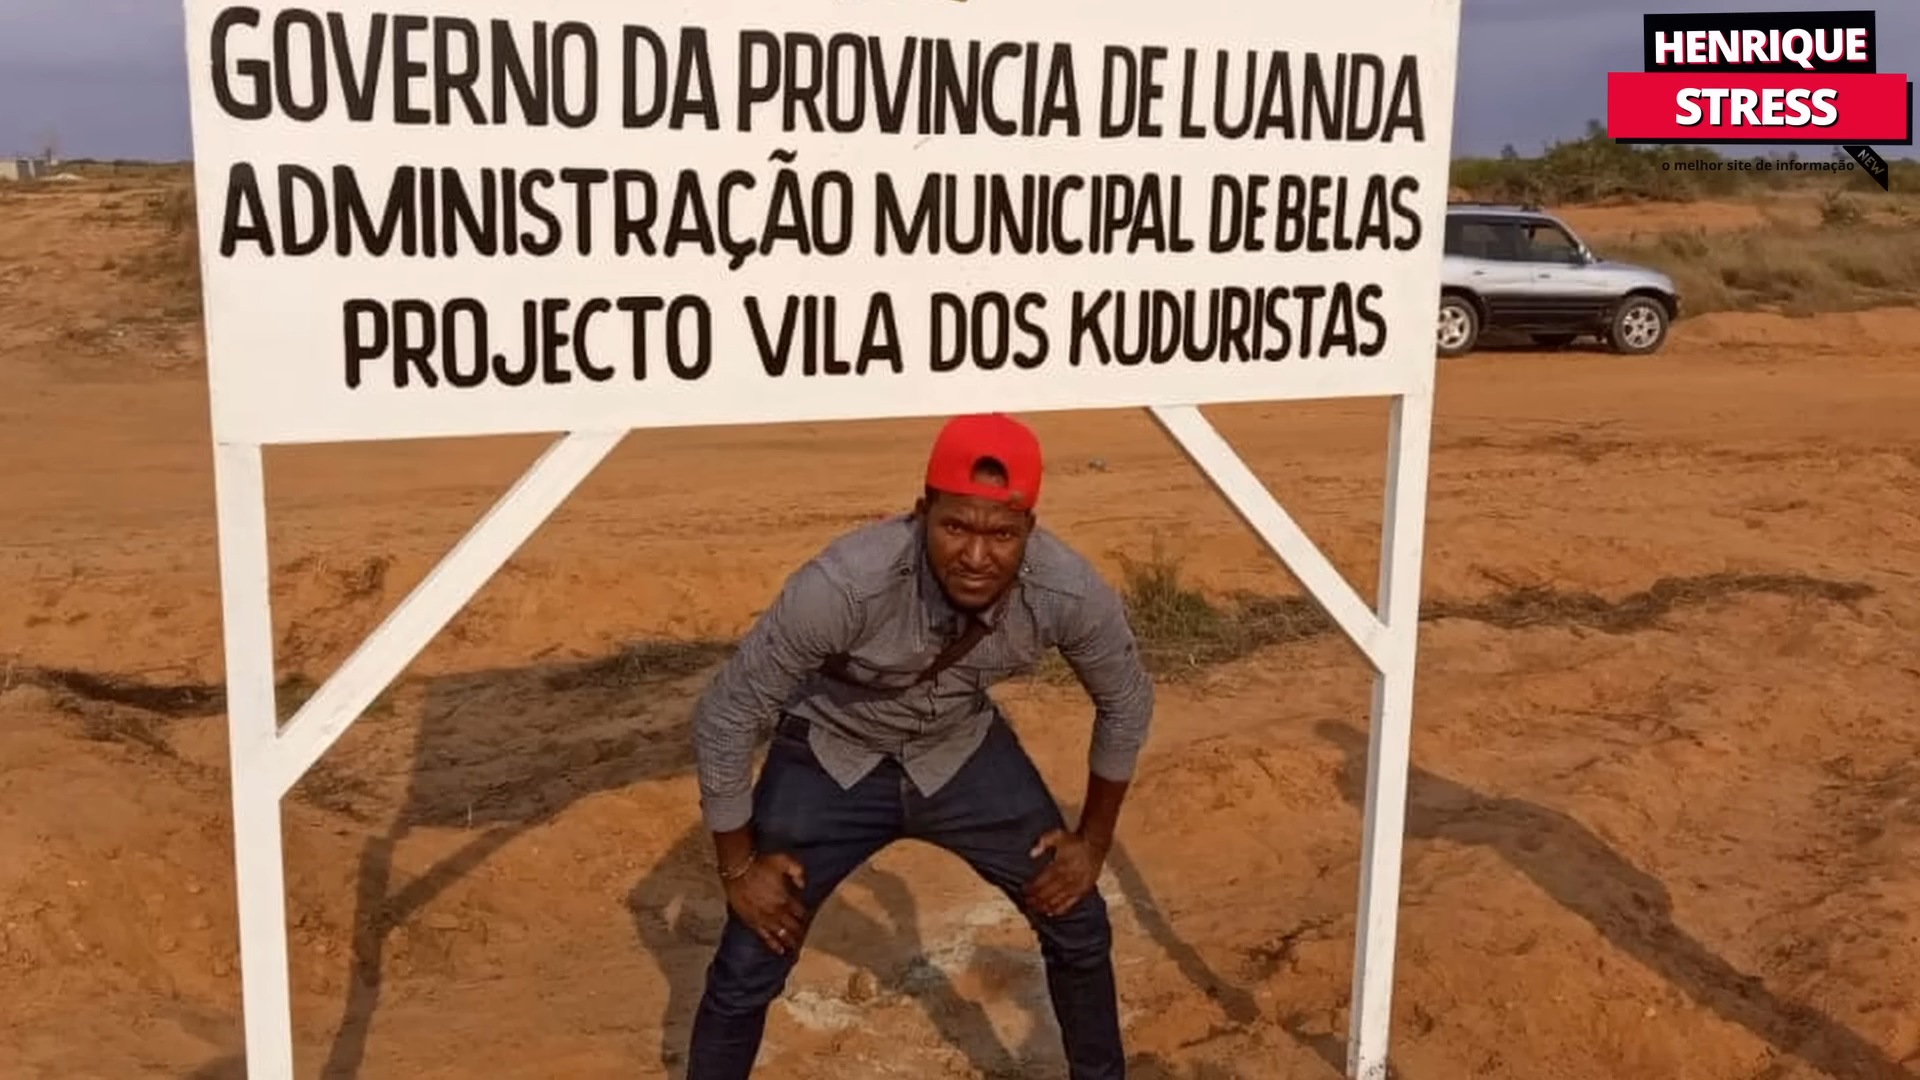 GOVERNO DA PROVINCIA DE LUANDA
ADMINISTRAÇÃO MUNICIPAL DE BELAS
PROJECTO VILA DOS KUDURISTAS
HENRIQUE
STRESS
o melhor site de informação
NEW